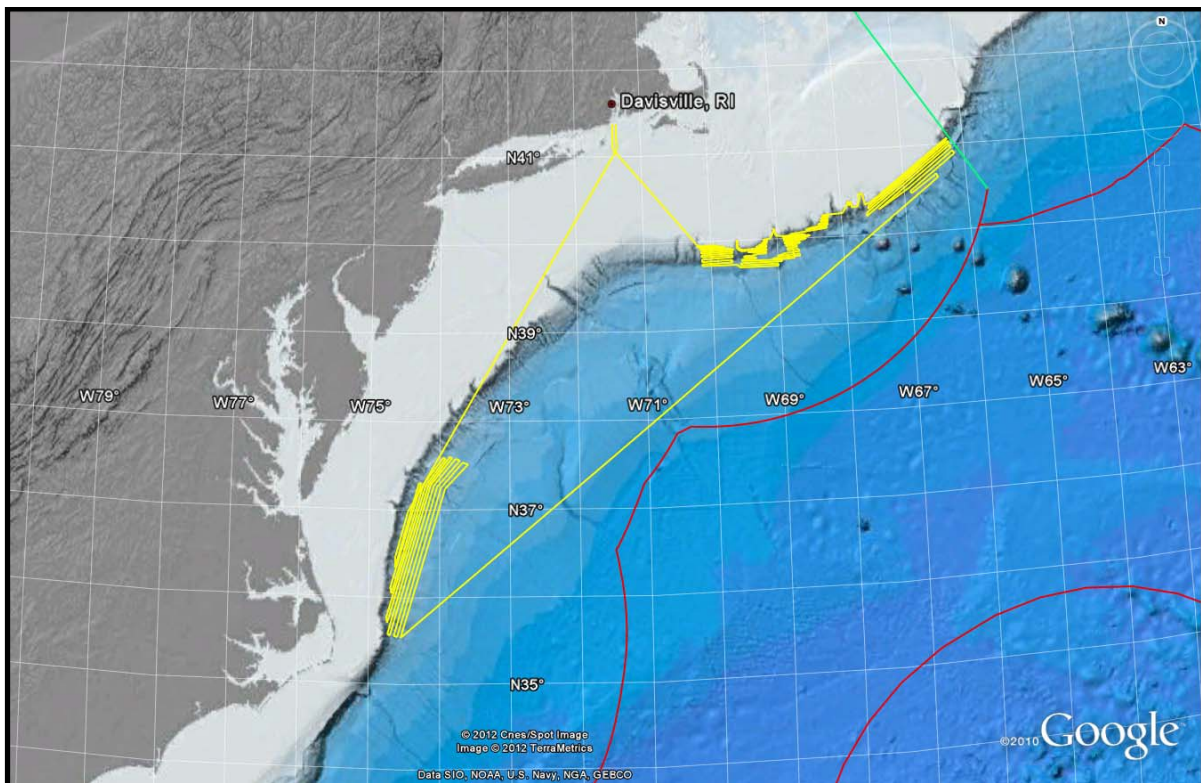 N
Davisville, RI
N41°
N39°
W79°
W77°
W75°
W73°
W71°
W69°
W67°
W65°
W63°
N37°
N35°
© 2012 Cnes/Spot Image
Image © 2012 TerraMetrics
Data SIO, NOAA, U.S. Navy, NGA, GEBCO
©2010 Google